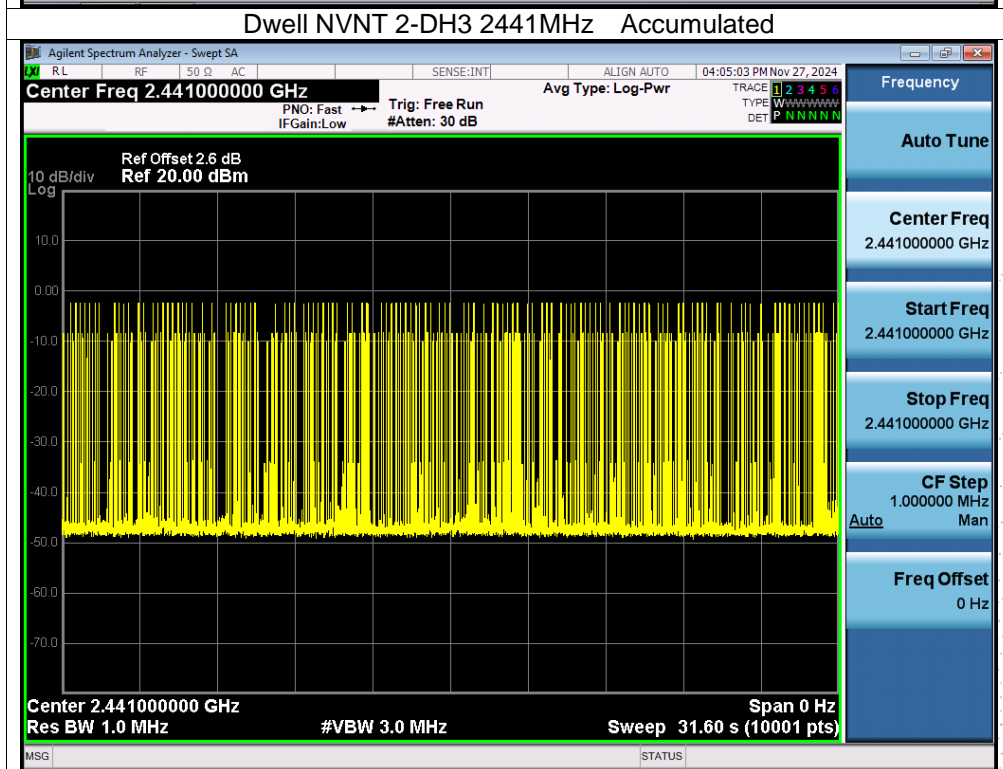 Dwell NVNT 2-DH3 2441MHz    Accumulated
Agilent Spectrum Analyzer - Swept SA
LXI RL RF 50 Ω AC SENSE:INT ALIGN AUTO 04:05:03 PM Nov 27, 2024
Center Freq 2.441000000 GHz
PNO: Fast
IFGain:Low
Trig: Free Run
#Atten: 30 dB
Avg Type: Log-Pwr
TRACE 1 2 3 4 5 6
TYPE WWWWWW
DET P N N N N N
Ref Offset 2.6 dB
10 dB/div Ref 20.00 dBm
Log
10.0
0.00
-10.0
-20.0
-30.0
-40.0
-50.0
-60.0
-70.0
Center 2.441000000 GHz Span 0 Hz
Res BW 1.0 MHz #VBW 3.0 MHz Sweep 31.60 s (10001 pts)
MSG STATUS
Frequency
Auto Tune
Center Freq
2.441000000 GHz
Start Freq
2.441000000 GHz
Stop Freq
2.441000000 GHz
CF Step
1.000000 MHz
Auto Man
Freq Offset
0 Hz